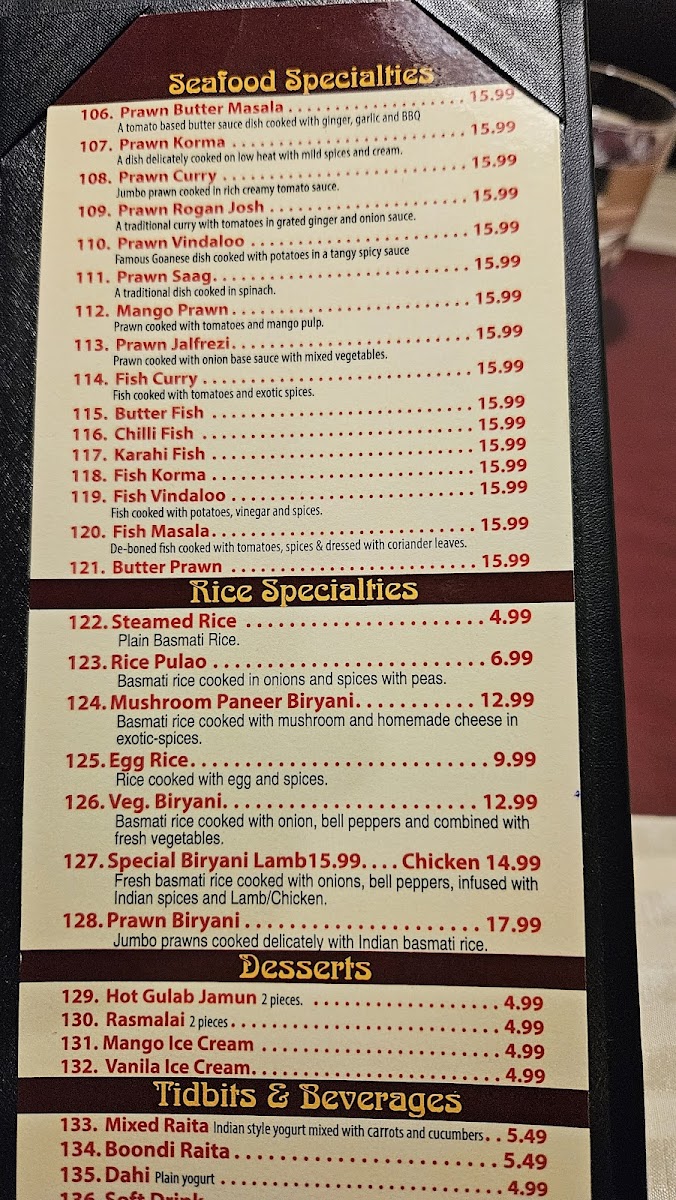 Seafood Specialties
106. Prawn Butter Masala . . . . . . . . . . . . . . . . . . 15.99
A tomato based butter sauce dish cooked with ginger, garlic and BBQ
107. Prawn Korma . . . . . . . . . . . . . . . . . . . . . . . . 15.99
A dish delicately cooked on low heat with mild spices and cream.
108. Prawn Curry . . . . . . . . . . . . . . . . . . . . . . . . . 15.99
Jumbo prawn cooked in rich creamy tomato sauce.
109. Prawn Rogan Josh . . . . . . . . . . . . . . . . . . . . 15.99
A traditional curry with tomatoes in grated ginger and onion sauce.
110. Prawn Vindaloo . . . . . . . . . . . . . . . . . . . . . . 15.99
Famous Goanese dish cooked with potatoes in a tangy spicy sauce
111. Prawn Saag. . . . . . . . . . . . . . . . . . . . . . . . . . 15.99
A traditional dish cooked in spinach.
112. Mango Prawn . . . . . . . . . . . . . . . . . . . . . . . . 15.99
Prawn cooked with tomatoes and mango pulp.
113. Prawn Jalfrezi. . . . . . . . . . . . . . . . . . . . . . . . 15.99
Prawn cooked with onion base sauce with mixed vegetables.
114. Fish Curry . . . . . . . . . . . . . . . . . . . . . . . . . . . 15.99
Fish cooked with tomatoes and exotic spices.
115. Butter Fish . . . . . . . . . . . . . . . . . . . . . . . . . . 15.99
116. Chilli Fish . . . . . . . . . . . . . . . . . . . . . . . . . . . 15.99
117. Karahi Fish . . . . . . . . . . . . . . . . . . . . . . . . . . 15.99
118. Fish Korma . . . . . . . . . . . . . . . . . . . . . . . . . . 15.99
119. Fish Vindaloo . . . . . . . . . . . . . . . . . . . . . . . . 15.99
Fish cooked with potatoes, vinegar and spices.
120. Fish Masala. . . . . . . . . . . . . . . . . . . . . . . . . . 15.99
De-boned fish cooked with tomatoes, spices & dressed with coriander leaves.
121. Butter Prawn . . . . . . . . . . . . . . . . . . . . . . . . 15.99
Rice Specialties
122. Steamed Rice . . . . . . . . . . . . . . . . . . . . . . 4.99
Plain Basmati Rice.
123. Rice Pulao . . . . . . . . . . . . . . . . . . . . . . . . . 6.99
Basmati rice cooked in onions and spices with peas.
124. Mushroom Paneer Biryani. . . . . . . . . . . 12.99
Basmati rice cooked with mushroom and homemade cheese in
exotic-spices.
125. Egg Rice. . . . . . . . . . . . . . . . . . . . . . . . . . . 9.99
Rice cooked with egg and spices.
126. Veg. Biryani. . . . . . . . . . . . . . . . . . . . . . . 12.99
Basmati rice cooked with onion, bell peppers and combined with
fresh vegetables.
127. Special Biryani Lamb15.99. . . . Chicken 14.99
Fresh basmati rice cooked with onions, bell peppers, infused with
Indian spices and Lamb/Chicken.
128. Prawn Biryani . . . . . . . . . . . . . . . . . . . . . 17.99
Jumbo prawns cooked delicately with Indian basmati rice.
Desserts
129. Hot Gulab Jamun 2 pieces. . . . . . . . . . . . . . . . . . . 4.99
130. Rasmalai 2 pieces . . . . . . . . . . . . . . . . . . . . . . . . . . 4.99
131. Mango Ice Cream . . . . . . . . . . . . . . . . . . . . . . . 4.99
132. Vanila Ice Cream. . . . . . . . . . . . . . . . . . . . . . . . 4.99
Tidbits & Beverages
133. Mixed Raita Indian style yogurt mixed with carrots and cucumbers. . 5.49
134. Boondi Raita . . . . . . . . . . . . . . . . . . . . . . . . . . 5.49
135. Dahi Plain yogurt . . . . . . . . . . . . . . . . . . . . . . . . . . . 4.99
136. Soft Drink